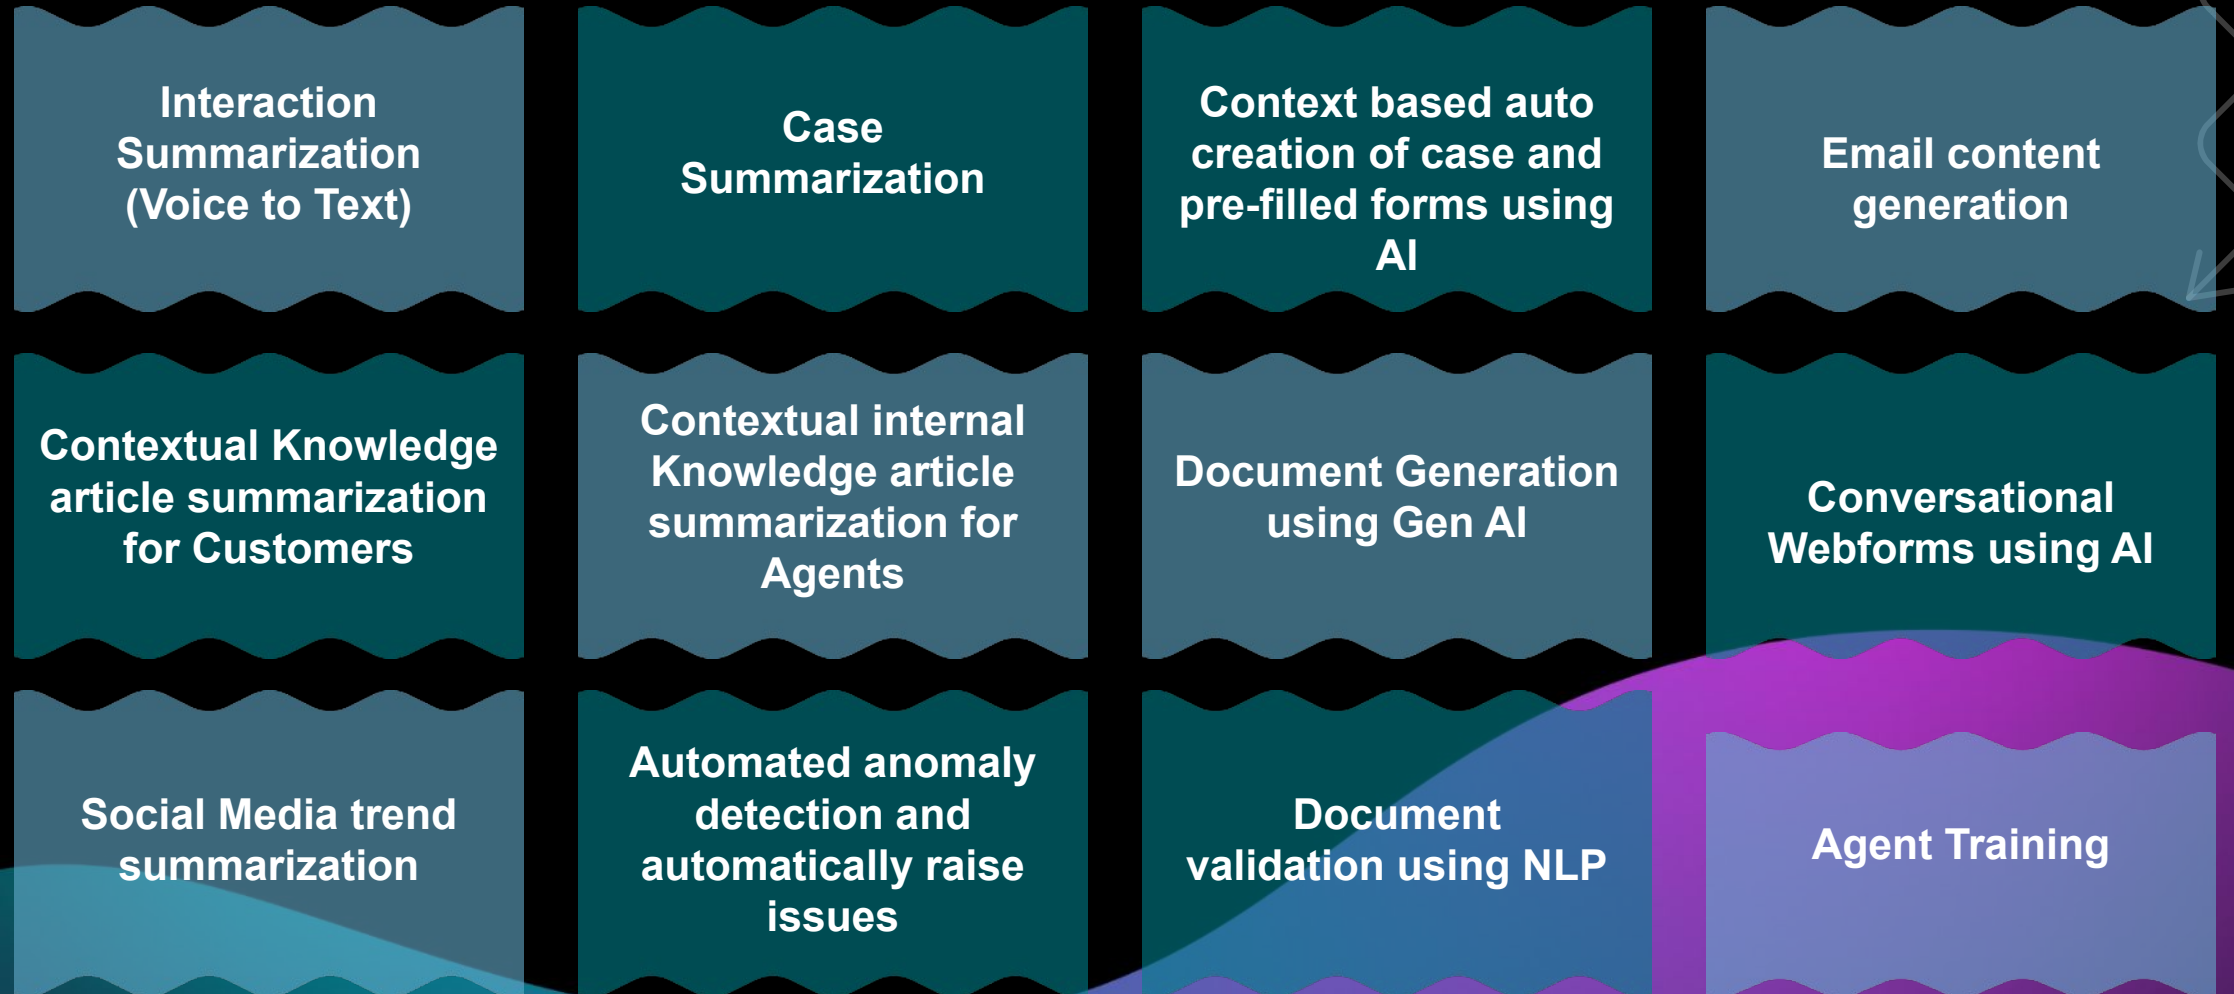 Interaction
Summarization
(Voice to Text)
Case
Summarization
Context based auto
creation of case and
pre-filled forms using
AI
Email content
generation
Contextual Knowledge
article summarization
for Customers
Contextual internal
Knowledge article
summarization for
Agents
Document Generation
using Gen AI
Conversational
Webforms using AI
Social Media trend
summarization
Automated anomaly
detection and
automatically raise
issues
Document
validation using NLP
Agent Training